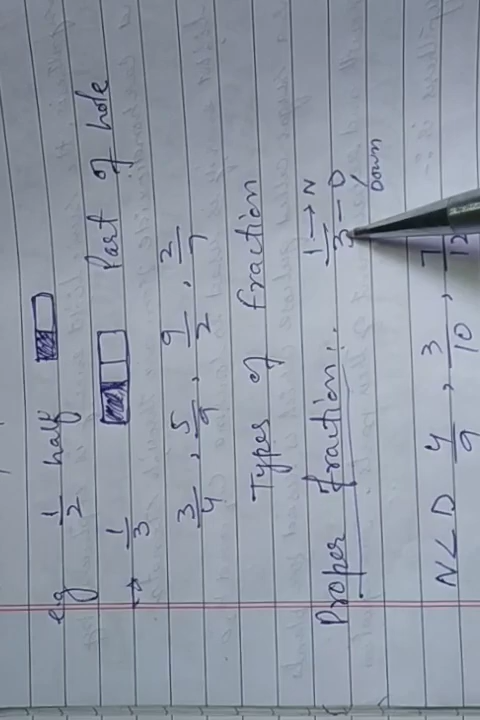 eg 1/2 half
1/3 Part of hole
3/4, 5/9, 9/2, 2/7
Types of fraction
Proper fraction:. 1/3 → N – D
Down
N < D 4/9, 3/10, 7/12